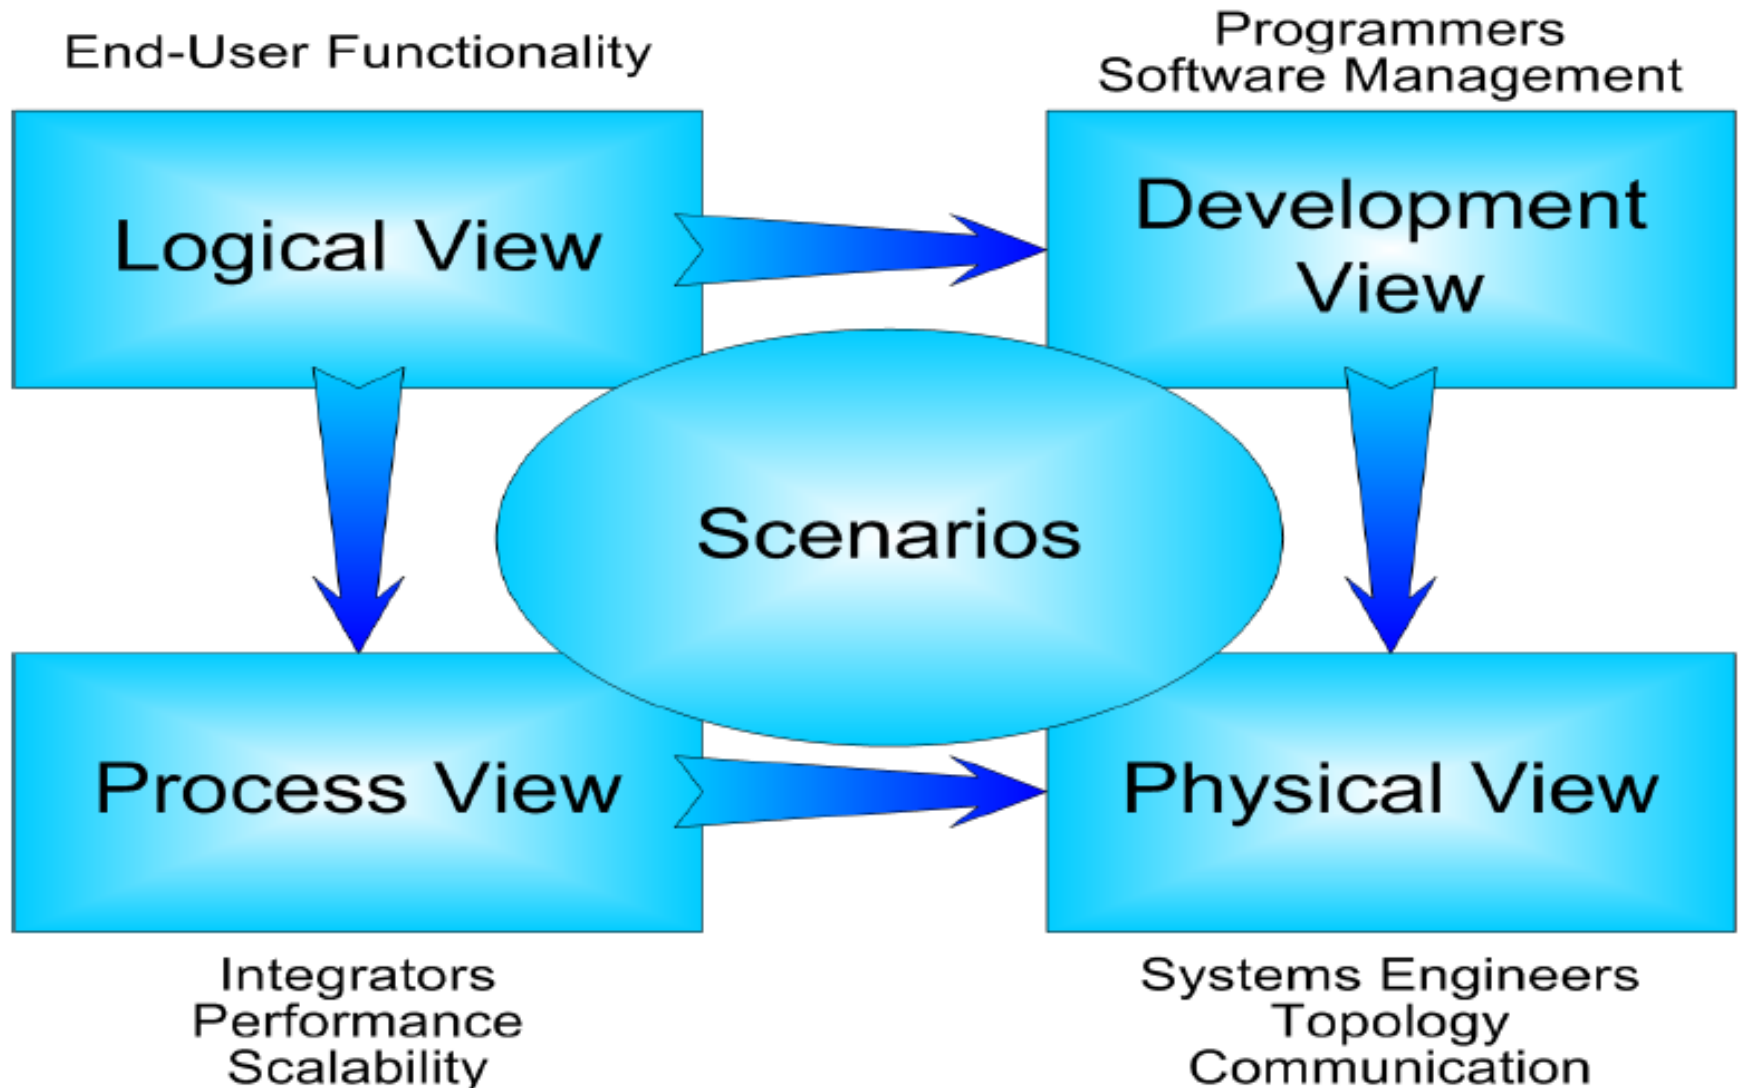 End-User Functionality
Programmers
Software Management
Logical View
Development
View
Scenarios
Process View
Physical View
Integrators
Performance
Scalability
Systems Engineers
Topology
Communication